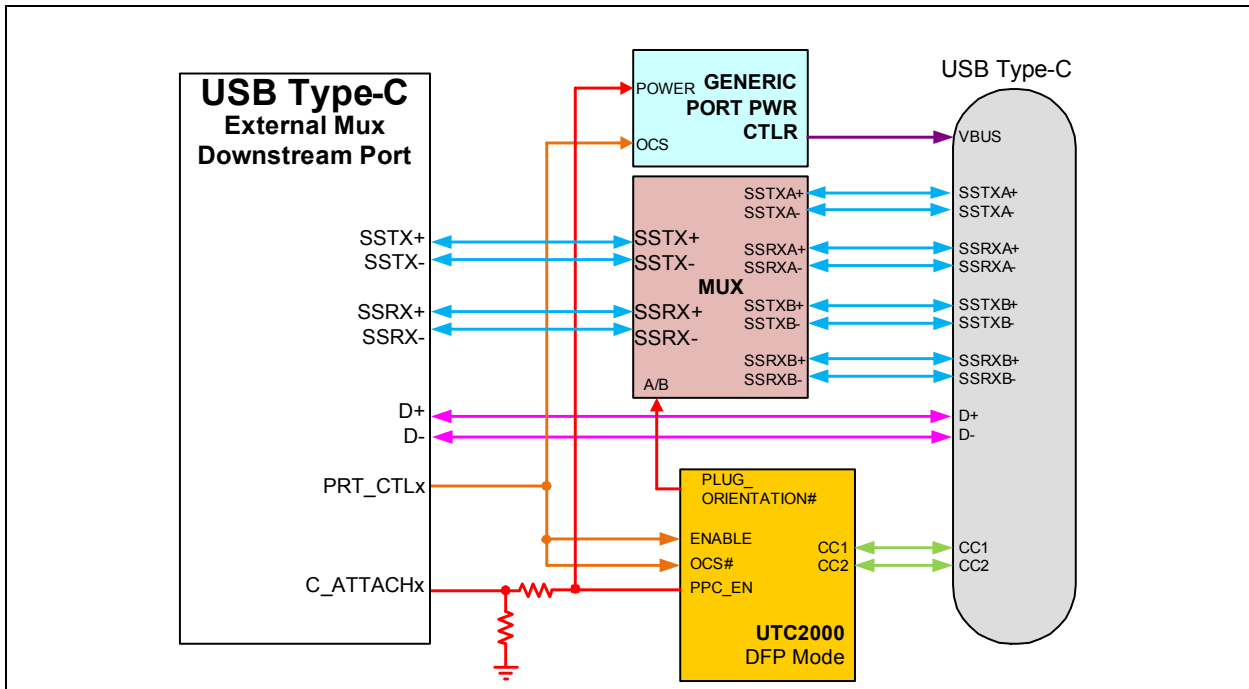 USB Type-C
External Mux
Downstream Port
SSTX+
SSTX-
SSRX+
SSRX-
D+
D-
PRT_CTLx
C_ATTACHx
POWER
GENERIC
PORT PWR
CTLR
OCS
SSTX+
SSTX-
SSRX+
SSRX-
MUX
A/B
SSTXA+
SSTXA-
SSRXA+
SSRXA-
SSTXB+
SSTXB-
SSRXB+
SSRXB-
PLUG_
ORIENTATION#
ENABLE
OCS#
PPC_EN
CC1
CC2
UTC2000
DFP Mode
USB Type-C
VBUS
SSTXA+
SSTXA-
SSRXA+
SSRXA-
SSTXB+
SSTXB-
SSRXB+
SSRXB-
D+
D-
CC1
CC2